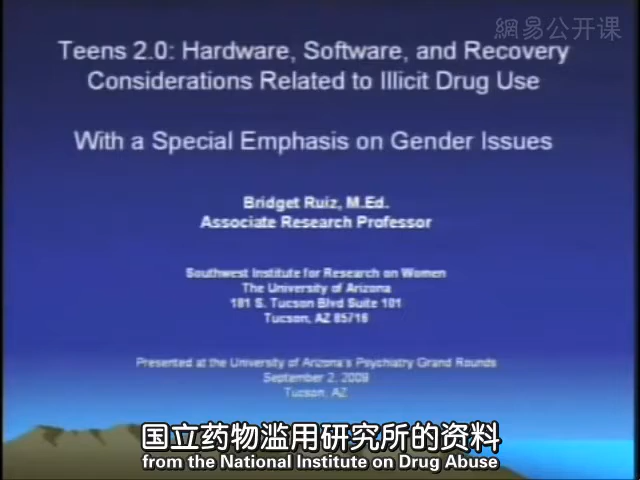 網易公开课
Teens 2.0: Hardware, Software, and Recovery
Considerations Related to Illicit Drug Use
With a Special Emphasis on Gender Issues
Bridget Ruiz, M.Ed.
Associate Research Professor
Southwest Institute for Research on Women
The University of Arizona
181 S. Tucson Blvd Suite 101
Tucson, AZ 85716
Presented at the University of Arizona's Psychiatry Grand Rounds
September 2, 2009
Tucson, AZ
国立药物滥用研究所的资料
from the National Institute on Drug Abuse